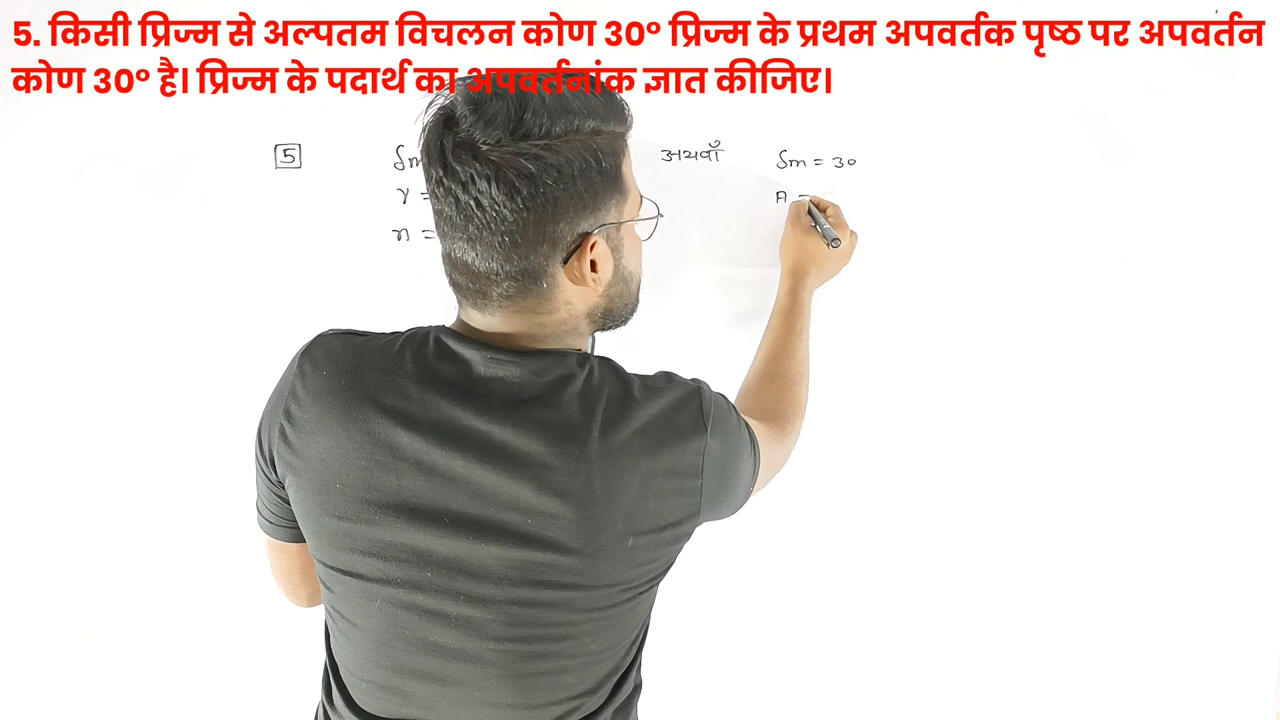 5. किसी प्रिज्म से अल्पतम विचलन कोण 30° प्रिज्म के प्रथम अपवर्तक पृष्ठ पर अपवर्तन
कोण 30° है। प्रिज्म के पदार्थ का अपवर्तनांक ज्ञात कीजिए।
5 δm अथवाँ δm = 30
r = A =
n =